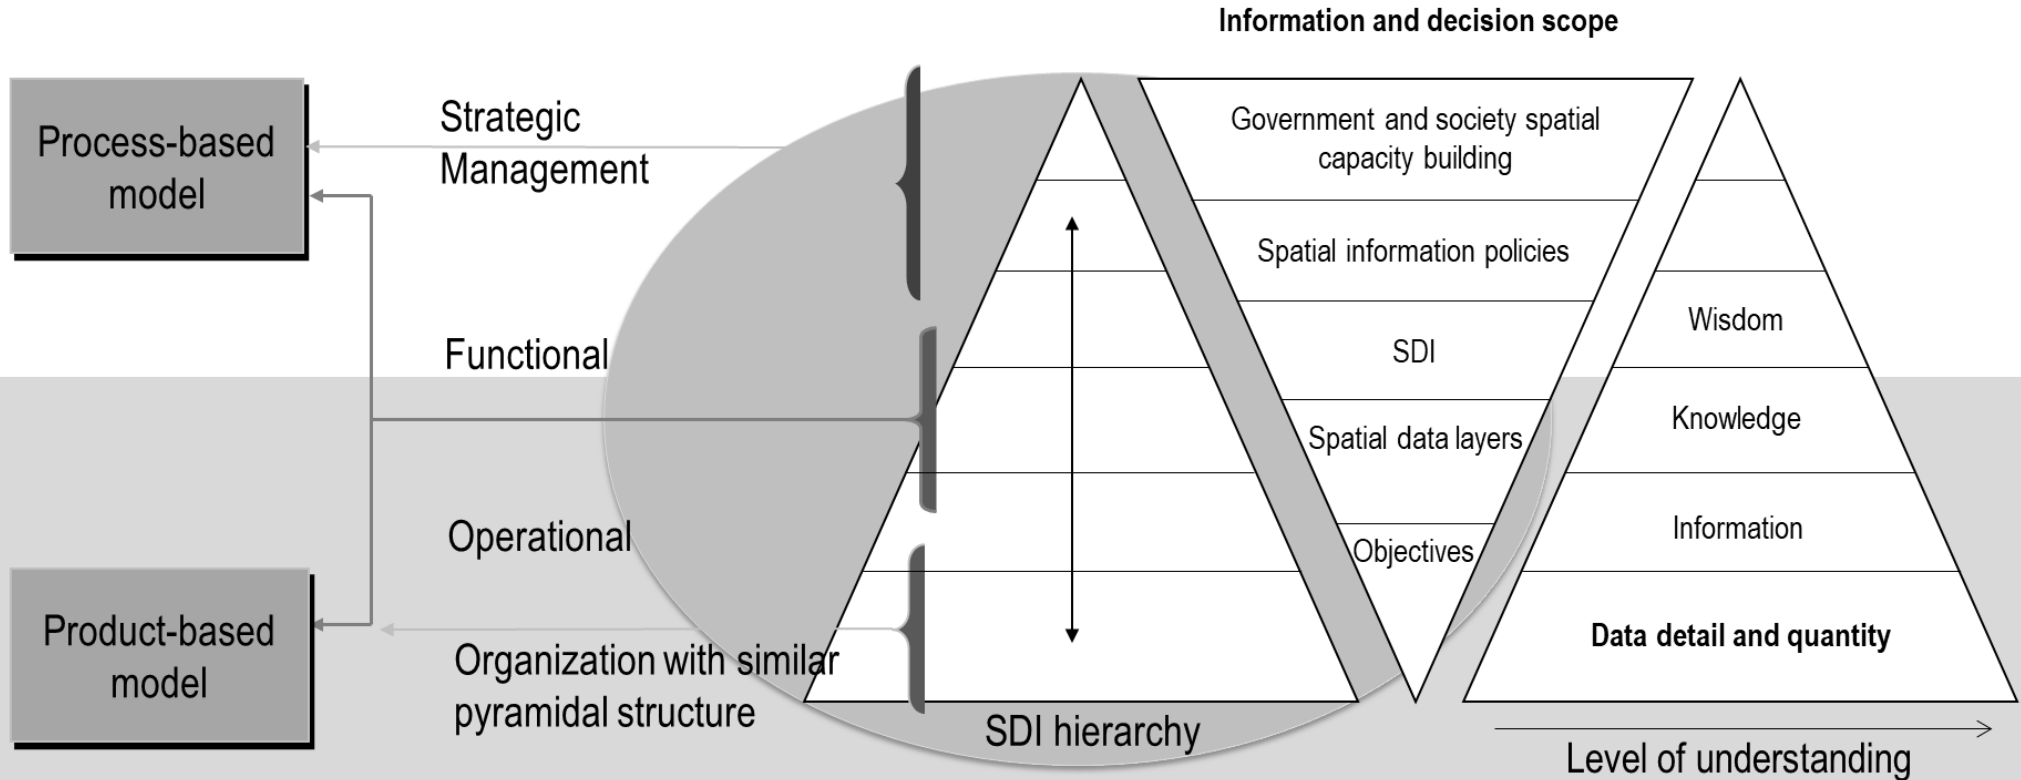 Information and decision scope
Process-based
model
Strategic
Management
Functional
Operational
Product-based
model
Organization with similar
pyramidal structure
SDI hierarchy
Government and society spatial
capacity building
Spatial information policies
SDI
Spatial data layers
Objectives
Wisdom
Knowledge
Information
Data detail and quantity
Level of understanding